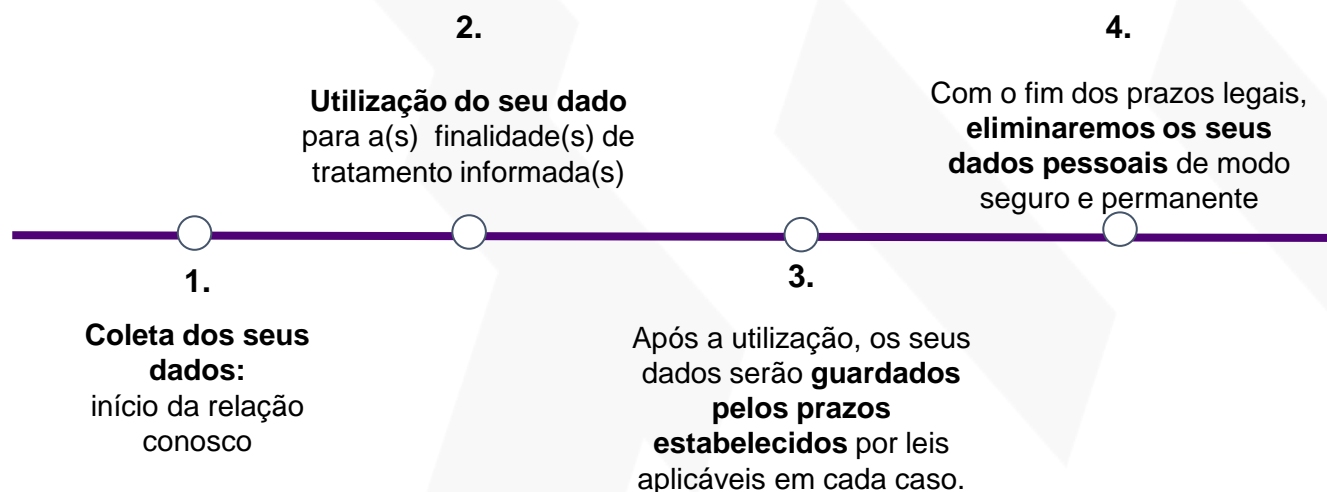 1.
Coleta dos seus
dados:
início da relação
conosco
2.
Utilização do seu dado
para a(s) finalidade(s) de
tratamento informada(s)
3.
Após a utilização, os seus
dados serão guardados
pelos prazos
estabelecidos por leis
aplicáveis em cada caso.
4.
Com o fim dos prazos legais,
eliminaremos os seus
dados pessoais de modo
seguro e permanente